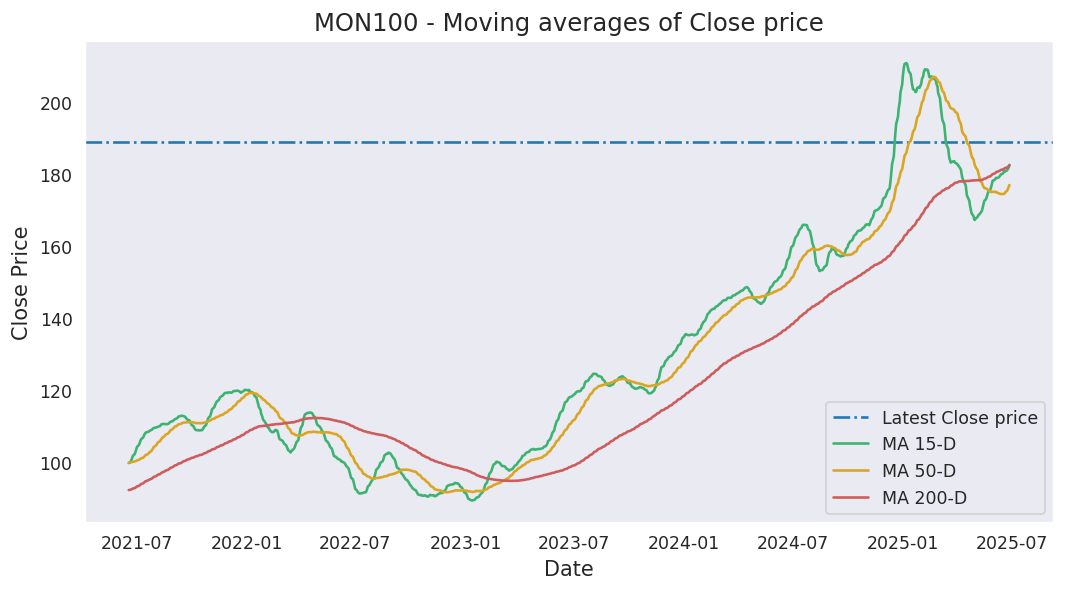 MON100 - Moving averages of Close price
Close Price
200
180
160
140
120
100
Latest Close price
MA 15-D
MA 50-D
MA 200-D
2021-07 2022-01 2022-07 2023-01 2023-07 2024-01 2024-07 2025-01 2025-07
Date